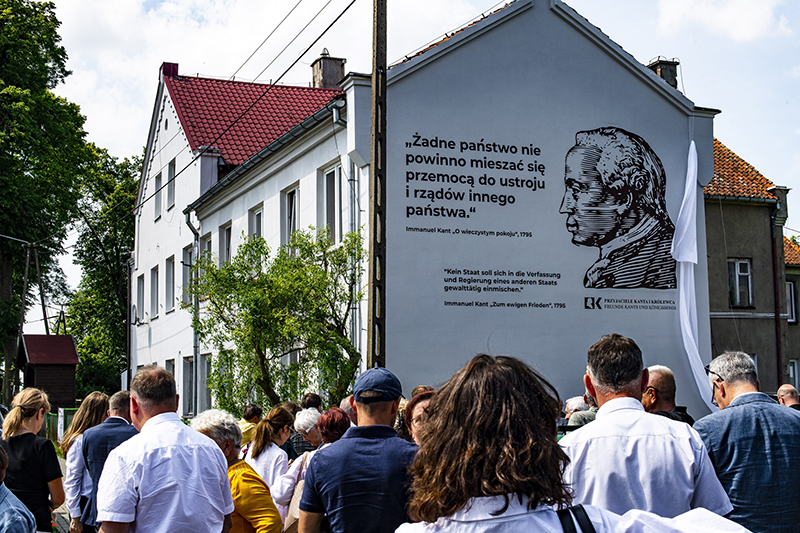 „Żadne państwo nie
powinno mieszać się
przemocą do ustroju
i rządów innego
państwa.“
Immanuel Kant „O wieczystym pokoju“, 1795
"Kein Staat soll sich in die Verfassung
und Regierung eines anderen Staats
gewalttätig einmischen."
Immanuel Kant „Zum ewigen Frieden“, 1795
PRZYJACIELE KANTA I KRÓLEWCA
FREUNDE KANTS UND KÖNIGSBERGS